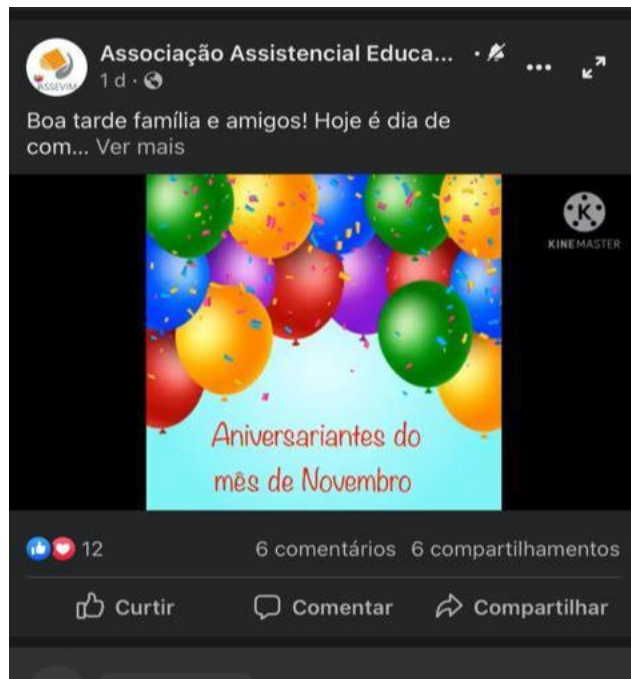 Associação Assistencial Educa...
ASSEVIM
1 d
Boa tarde família e amigos! Hoje é dia de
com... Ver mais
KINEMASTER
Aniversariantes do
mês de Novembro
12
6 comentários 6 compartilhamentos
Curtir Comentar Compartilhar